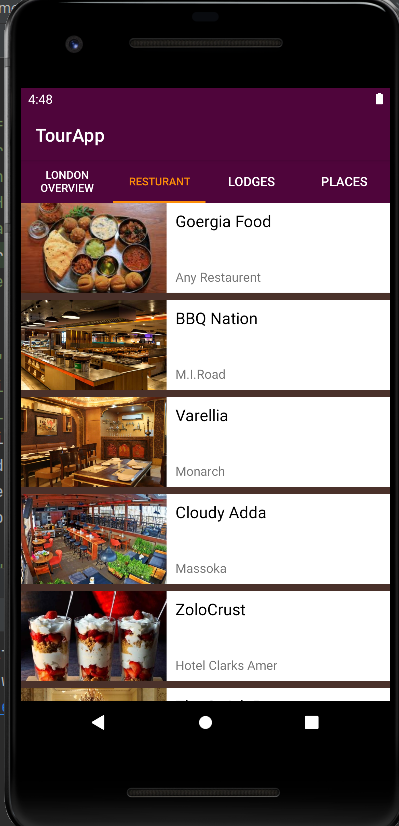 4:48
TourApp
LONDON
OVERVIEW
RESTURANT
LODGES
PLACES
Goergia Food
Any Restaurent
BBQ Nation
M.I.Road
Varellia
Monarch
Cloudy Adda
Massoka
ZoloCrust
Hotel Clarks Amer